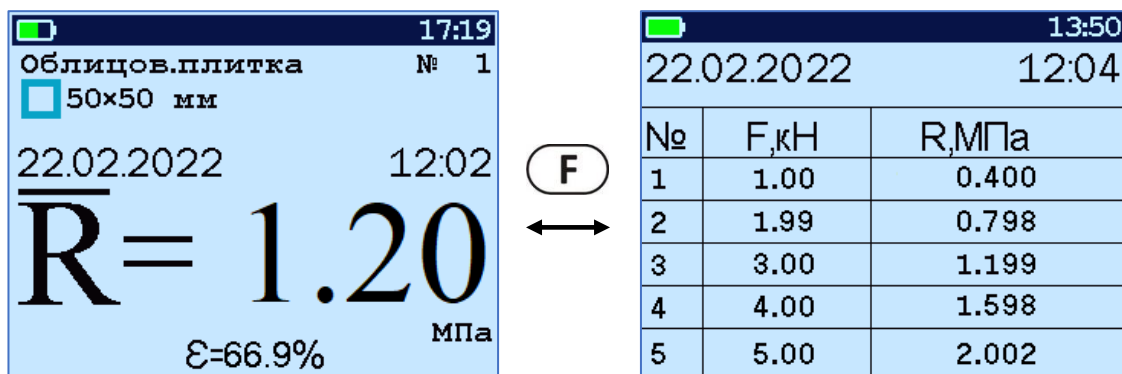 17:19
Облицов.плитка № 1
50×50 мм
22.02.2022 12:02
R= 1.20
МПа
Ɛ=66.9%
F
13:50
22.02.2022 12:04
№ F,кН R,МПа
1 1.00 0.400
2 1.99 0.798
3 3.00 1.199
4 4.00 1.598
5 5.00 2.002